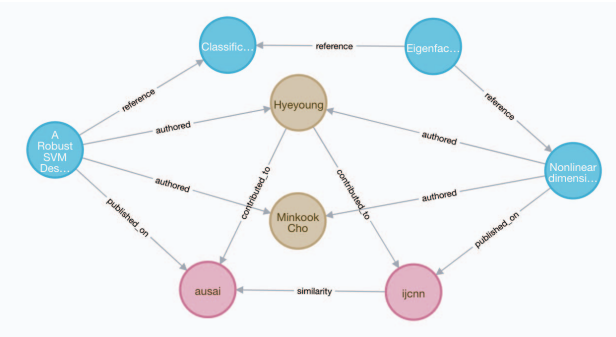 Classific...
reference
Eigenfac...
reference
reference
Hyeyoung
authored
authored
A
Robust
SVM
Des...
Nonlinear
dimensi...
authored
authored
contributed_to
contributed_to
Minkook
Cho
published_on
published_on
ausai
similarity
ijcnn